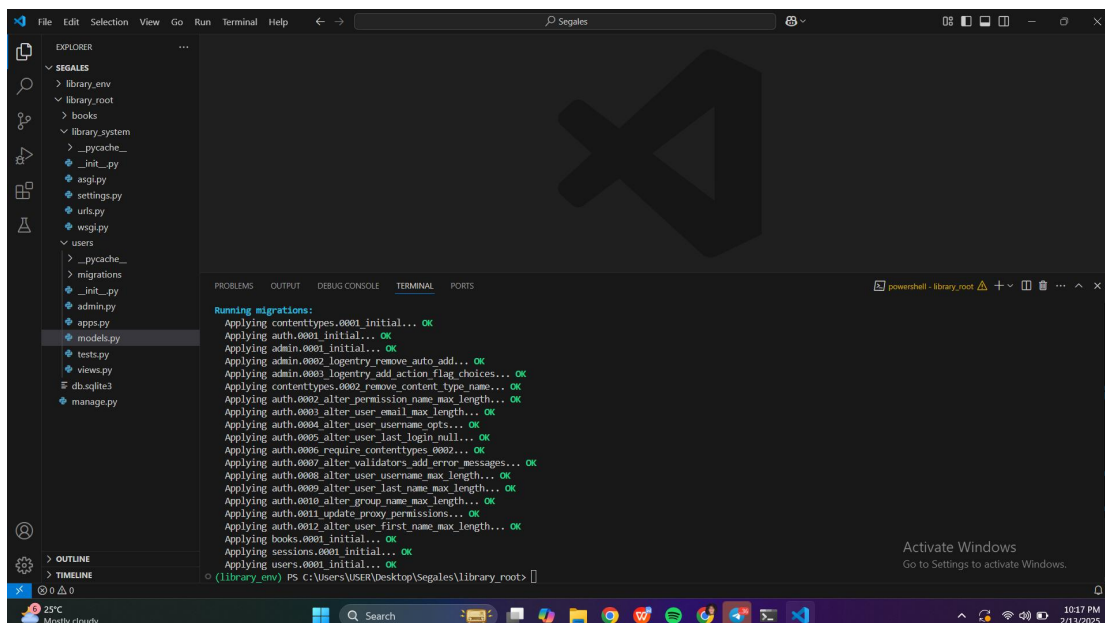 File Edit Selection View Go Run Terminal Help
Segales
EXPLORER
SEGALES
library_env
library_root
books
library_system
__pycache__
__init__.py
asgi.py
settings.py
urls.py
wsgi.py
users
__pycache__
migrations
__init__.py
admin.py
apps.py
models.py
tests.py
views.py
db.sqlite3
manage.py
OUTLINE
TIMELINE
PROBLEMS OUTPUT DEBUG CONSOLE TERMINAL PORTS
powershell - library_root
Running migrations:
Applying contenttypes.0001_initial... OK
Applying auth.0001_initial... OK
Applying admin.0001_initial... OK
Applying admin.0002_logentry_remove_auto_add... OK
Applying admin.0003_logentry_add_action_flag_choices... OK
Applying contenttypes.0002_remove_content_type_name... OK
Applying auth.0002_alter_permission_name_max_length... OK
Applying auth.0003_alter_user_email_max_length... OK
Applying auth.0004_alter_user_username_opts... OK
Applying auth.0005_alter_user_last_login_null... OK
Applying auth.0006_require_contenttypes_0002... OK
Applying auth.0007_alter_validators_add_error_messages... OK
Applying auth.0008_alter_user_username_max_length... OK
Applying auth.0009_alter_user_last_name_max_length... OK
Applying auth.0010_alter_group_name_max_length... OK
Applying auth.0011_update_proxy_permissions... OK
Applying auth.0012_alter_user_first_name_max_length... OK
Applying books.0001_initial... OK
Applying sessions.0001_initial... OK
Applying users.0001_initial... OK
(library_env) PS C:\Users\USER\Desktop\Segales\library_root>
Activate Windows
Go to Settings to activate Windows.
0 0
6
25°C
Mostly cloudy
Search
10:17 PM
2/13/2025